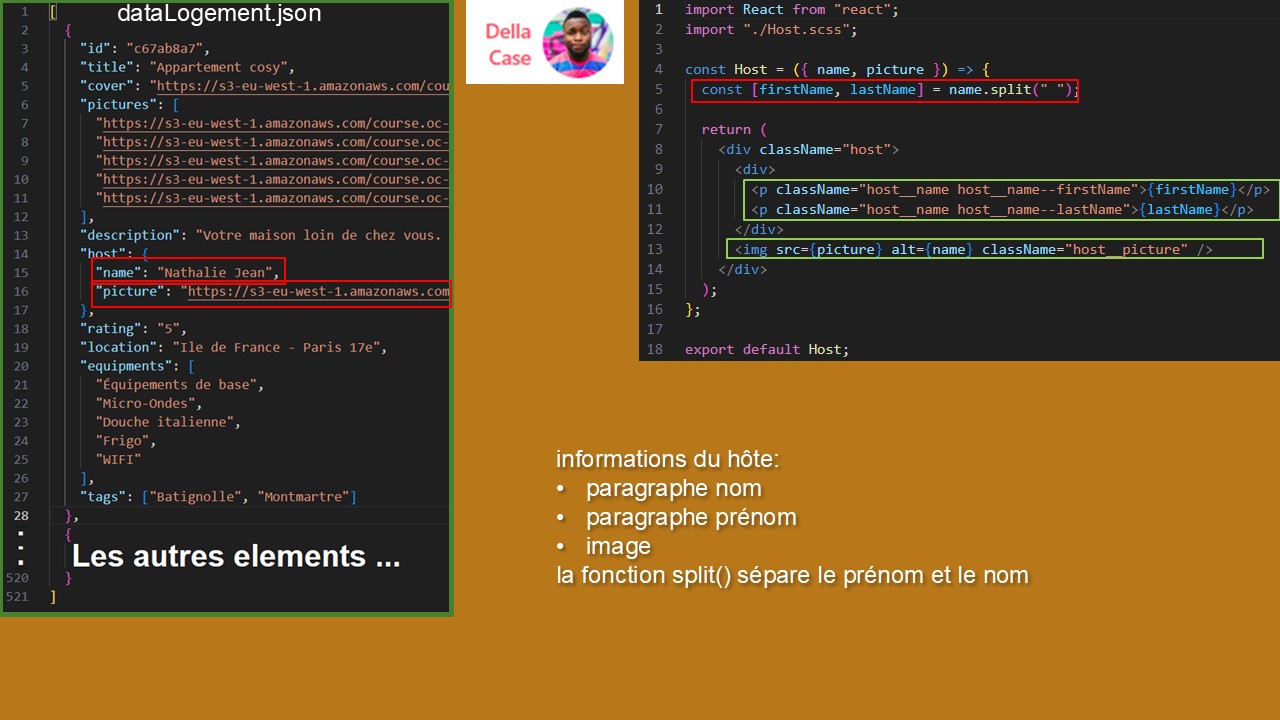 dataLogement.json
1 [
2 {
3 "id": "c67ab8a7",
4 "title": "Appartement cosy",
5 "cover": "https://s3-eu-west-1.amazonaws.com/cou
6 "pictures": [
7 "https://s3-eu-west-1.amazonaws.com/course.oc-
8 "https://s3-eu-west-1.amazonaws.com/course.oc-
9 "https://s3-eu-west-1.amazonaws.com/course.oc-
10 "https://s3-eu-west-1.amazonaws.com/course.oc-
11 "https://s3-eu-west-1.amazonaws.com/course.oc-
12 ],
13 "description": "Votre maison loin de chez vous.
14 "host": {
15 "name": "Nathalie Jean",
16 "picture": "https://s3-eu-west-1.amazonaws.com
17 },
18 "rating": "5",
19 "location": "Ile de France - Paris 17e",
20 "equipments": [
21 "Équipements de base",
22 "Micro-Ondes",
23 "Douche italienne",
24 "Frigo",
25 "WIFI"
26 ],
27 "tags": ["Batignolle", "Montmartre"]
28 },
{
Les autres elements ...
520 }
521 ]
Della
Case
1 import React from "react";
2 import "./Host.scss";
3
4 const Host = ({ name, picture }) => {
5 const [firstName, lastName] = name.split(" ");
6
7 return (
8 <div className="host">
9 <div>
10 <p className="host__name host__name--firstName">{firstName}</p>
11 <p className="host__name host__name--lastName">{lastName}</p>
12 </div>
13 <img src={picture} alt={name} className="host__picture" />
14 </div>
15 );
16 };
17
18 export default Host;
informations du hôte:
• paragraphe nom
• paragraphe prénom
• image
la fonction split() sépare le prénom et le nom